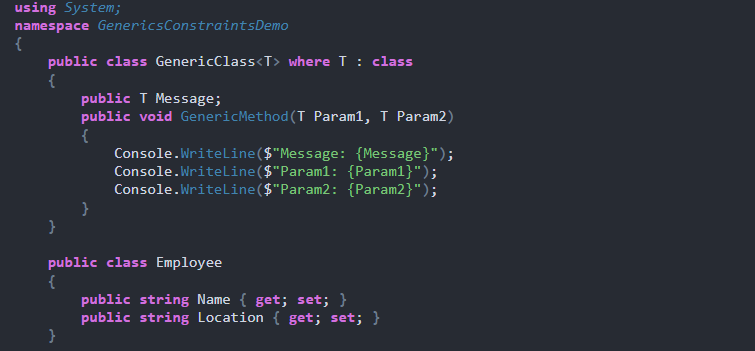 using System;
namespace GenericsConstraintsDemo
{
    public class GenericClass<T> where T : class
    {
        public T Message;
        public void GenericMethod(T Param1, T Param2)
        {
            Console.WriteLine($"Message: {Message}");
            Console.WriteLine($"Param1: {Param1}");
            Console.WriteLine($"Param2: {Param2}");
        }
    }

    public class Employee
    {
        public string Name { get; set; }
        public string Location { get; set; }
    }